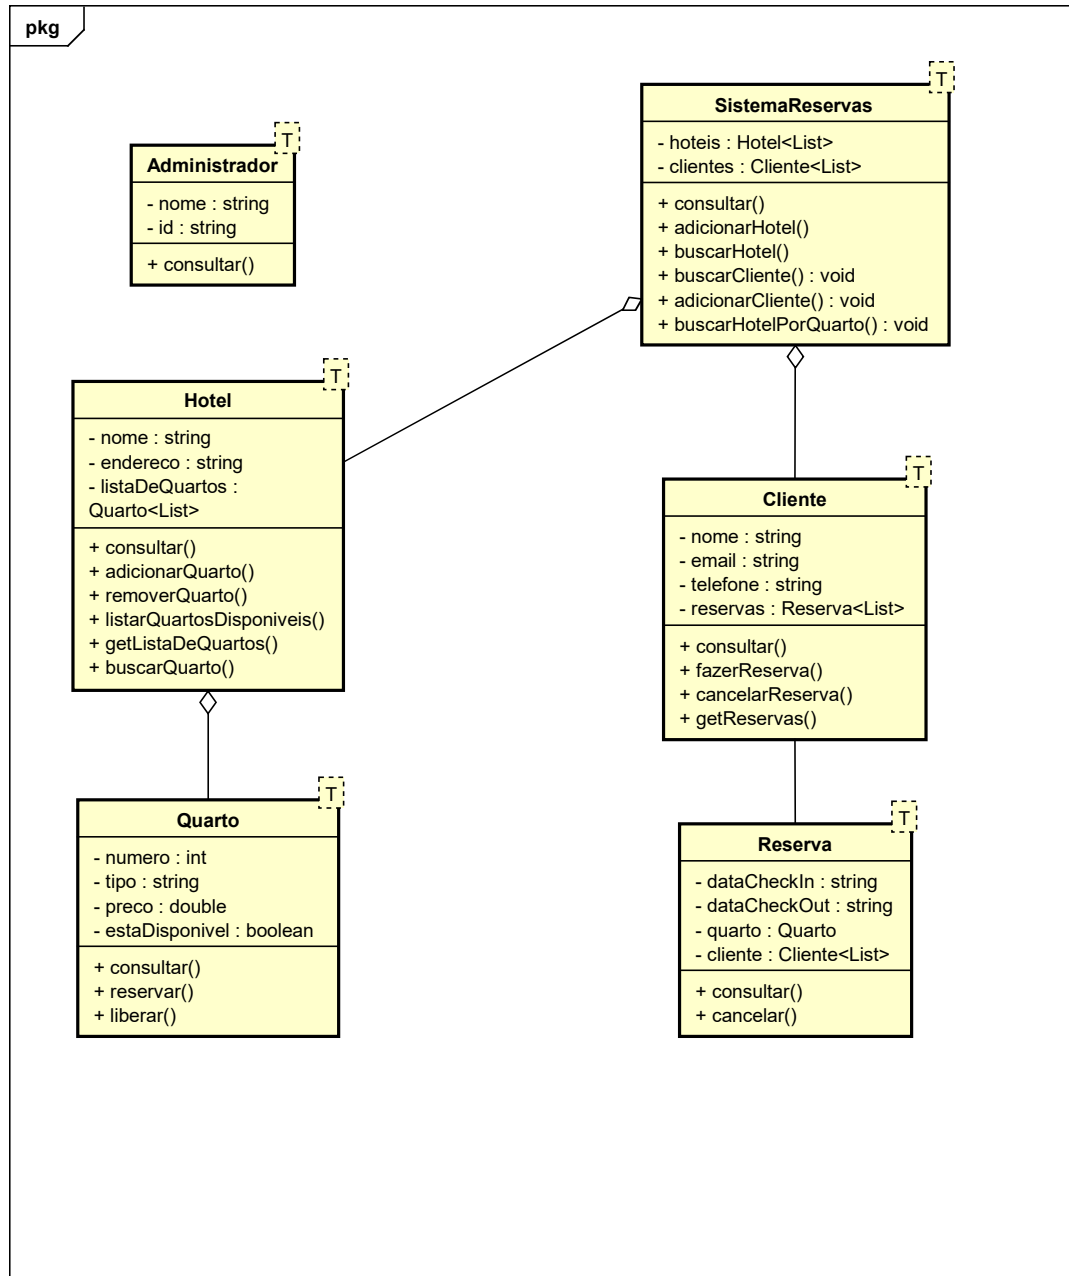 pkg
T
SistemaReservas
- hoteis : Hotel<List>
- clientes : Cliente<List>
+ consultar()
+ adicionarHotel()
+ buscarHotel()
+ buscarCliente() : void
+ adicionarCliente() : void
+ buscarHotelPorQuarto() : void
T
Administrador
- nome : string
- id : string
+ consultar()
T
Hotel
- nome : string
- endereco : string
- listaDeQuartos :
Quarto<List>
+ consultar()
+ adicionarQuarto()
+ removerQuarto()
+ listarQuartosDisponiveis()
+ getListaDeQuartos()
+ buscarQuarto()
T
Cliente
- nome : string
- email : string
- telefone : string
- reservas : Reserva<List>
+ consultar()
+ fazerReserva()
+ cancelarReserva()
+ getReservas()
T
Quarto
- numero : int
- tipo : string
- preco : double
- estaDisponivel : boolean
+ consultar()
+ reservar()
+ liberar()
T
Reserva
- dataCheckIn : string
- dataCheckOut : string
- quarto : Quarto
- cliente : Cliente<List>
+ consultar()
+ cancelar()